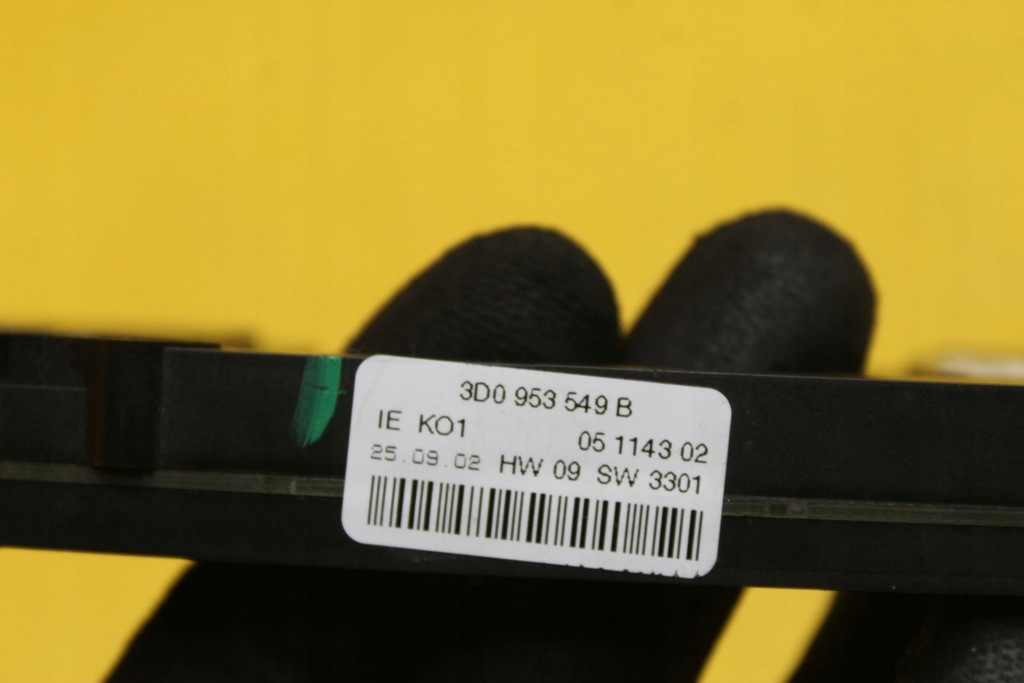 3D0 953 549 B
IE KO1 05 1143 02
25.09.02 HW 09 SW 3301